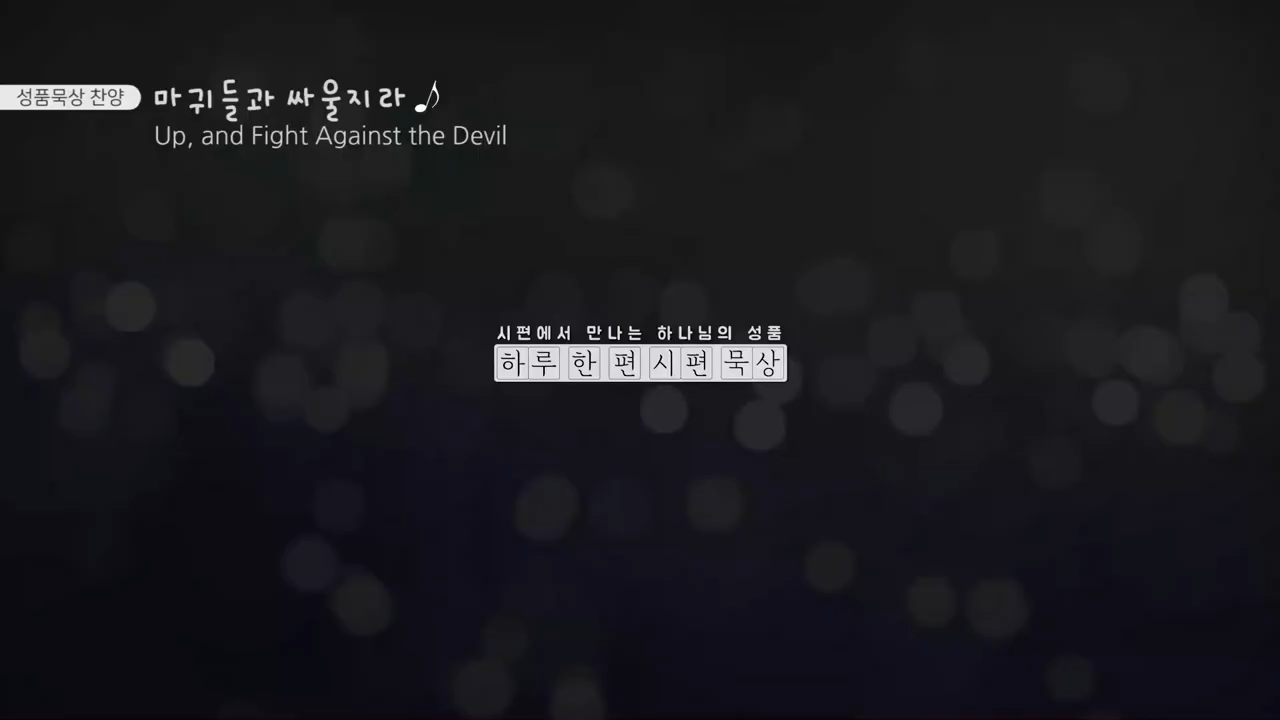 성품묵상 찬양
마귀들과 싸울지라
Up, and Fight Against the Devil
시편에서 만나는 하나님의 성품
하루 한 편 시편 묵상